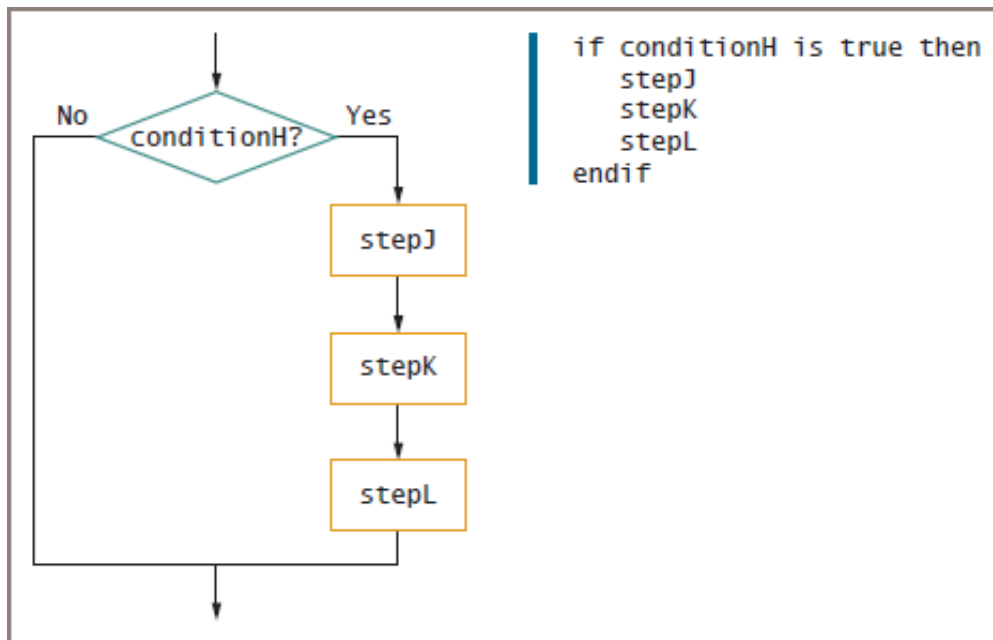 No
Yes
conditionH?
stepJ
stepK
stepL
if conditionH is true then
   stepJ
   stepK
   stepL
endif